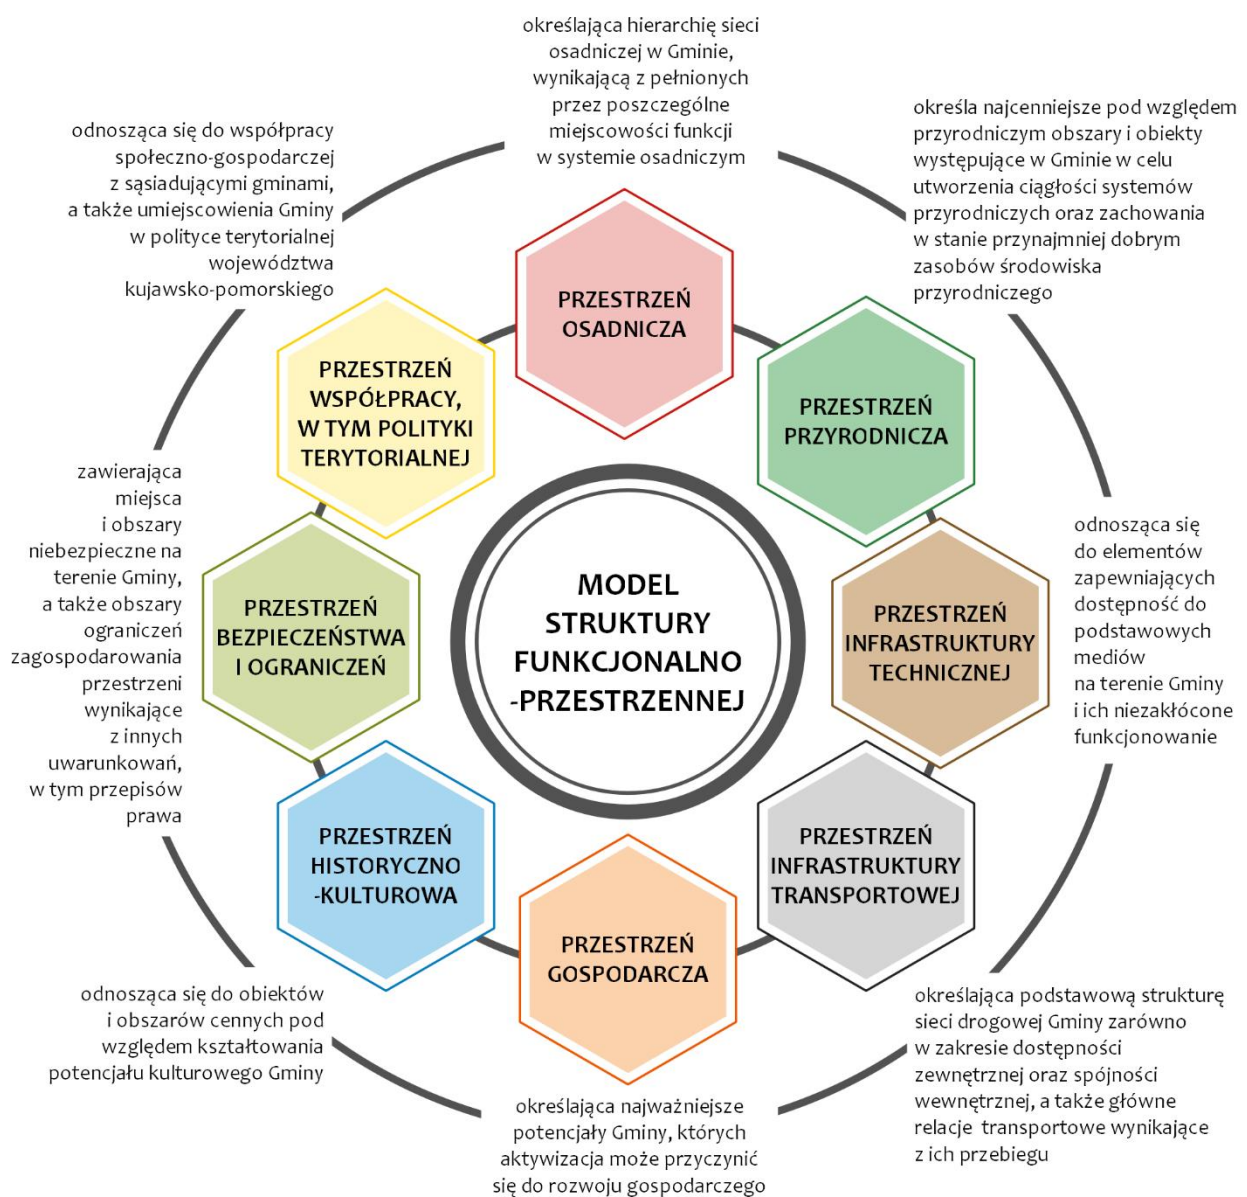 określająca hierarchię sieci
osadniczej w Gminie,
wynikającą z pełnionych
przez poszczególne
miejscowości funkcji
w systemie osadniczym
określa najcenniejsze pod względem
przyrodniczym obszary i obiekty
występujące w Gminie w celu
utworzenia ciągłości systemów
przyrodniczych oraz zachowania
w stanie przynajmniej dobrym
zasobów środowiska
przyrodniczego
odnosząca się do współpracy
społeczno-gospodarczej
z sąsiadującymi gminami,
a także umiejscowienia Gminy
w polityce terytorialnej
województwa
kujawsko-pomorskiego
PRZESTRZEŃ
OSADNICZA
PRZESTRZEŃ
WSPÓŁPRACY,
W TYM POLITYKI
TERYTORIALNEJ
PRZESTRZEŃ
PRZYRODNICZA
zawierająca
miejsca
i obszary
niebezpieczne na
terenie Gminy,
a także obszary
ograniczeń
zagospodarowania
przestrzeni
wynikające
z innych
uwarunkowań,
w tym przepisów
prawa
PRZESTRZEŃ
BEZPIECZEŃSTWA
I OGRANICZEŃ
MODEL
STRUKTURY
FUNKCJONALNO
-PRZESTRZENNEJ
PRZESTRZEŃ
INFRASTRUKTURY
TECHNICZNEJ
odnosząca się
do elementów
zapewniających
dostępność do
podstawowych
mediów
na terenie Gminy
i ich niezakłócone
funkcjonowanie
PRZESTRZEŃ
HISTORYCZNO
-KULTUROWA
PRZESTRZEŃ
INFRASTRUKTURY
TRANSPORTOWEJ
PRZESTRZEŃ
GOSPODARCZA
odnosząca się do obiektów
i obszarów cennych pod
względem kształtowania
potencjału kulturowego Gminy
określająca podstawową strukturę
sieci drogowej Gminy zarówno
w zakresie dostępności
zewnętrznej oraz spójności
wewnętrznej, a także główne
relacje transportowe wynikające
z ich przebiegu
określająca najważniejsze
potencjały Gminy, których
aktywizacja może przyczynić
się do rozwoju gospodarczego